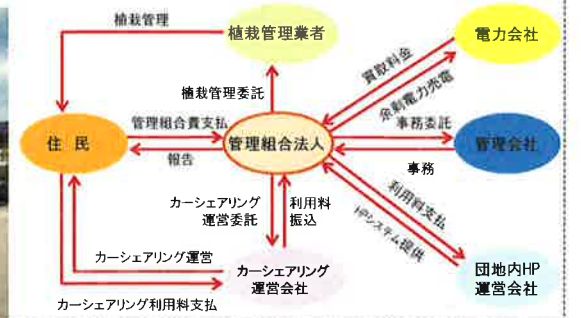 植栽管理
植栽管理業者
電力会社
買取料金
余剰電力売電
植栽管理委託
住 民
管理組合費支払
報告
管理組合法人
事務委託
事務
管理会社
カーシェアリング
運営委託
利用料
振込
利用料支払
HPシステム提供
カーシェアリング運営
カーシェアリング
運営会社
団地内HP
運営会社
カーシェアリング利用料支払